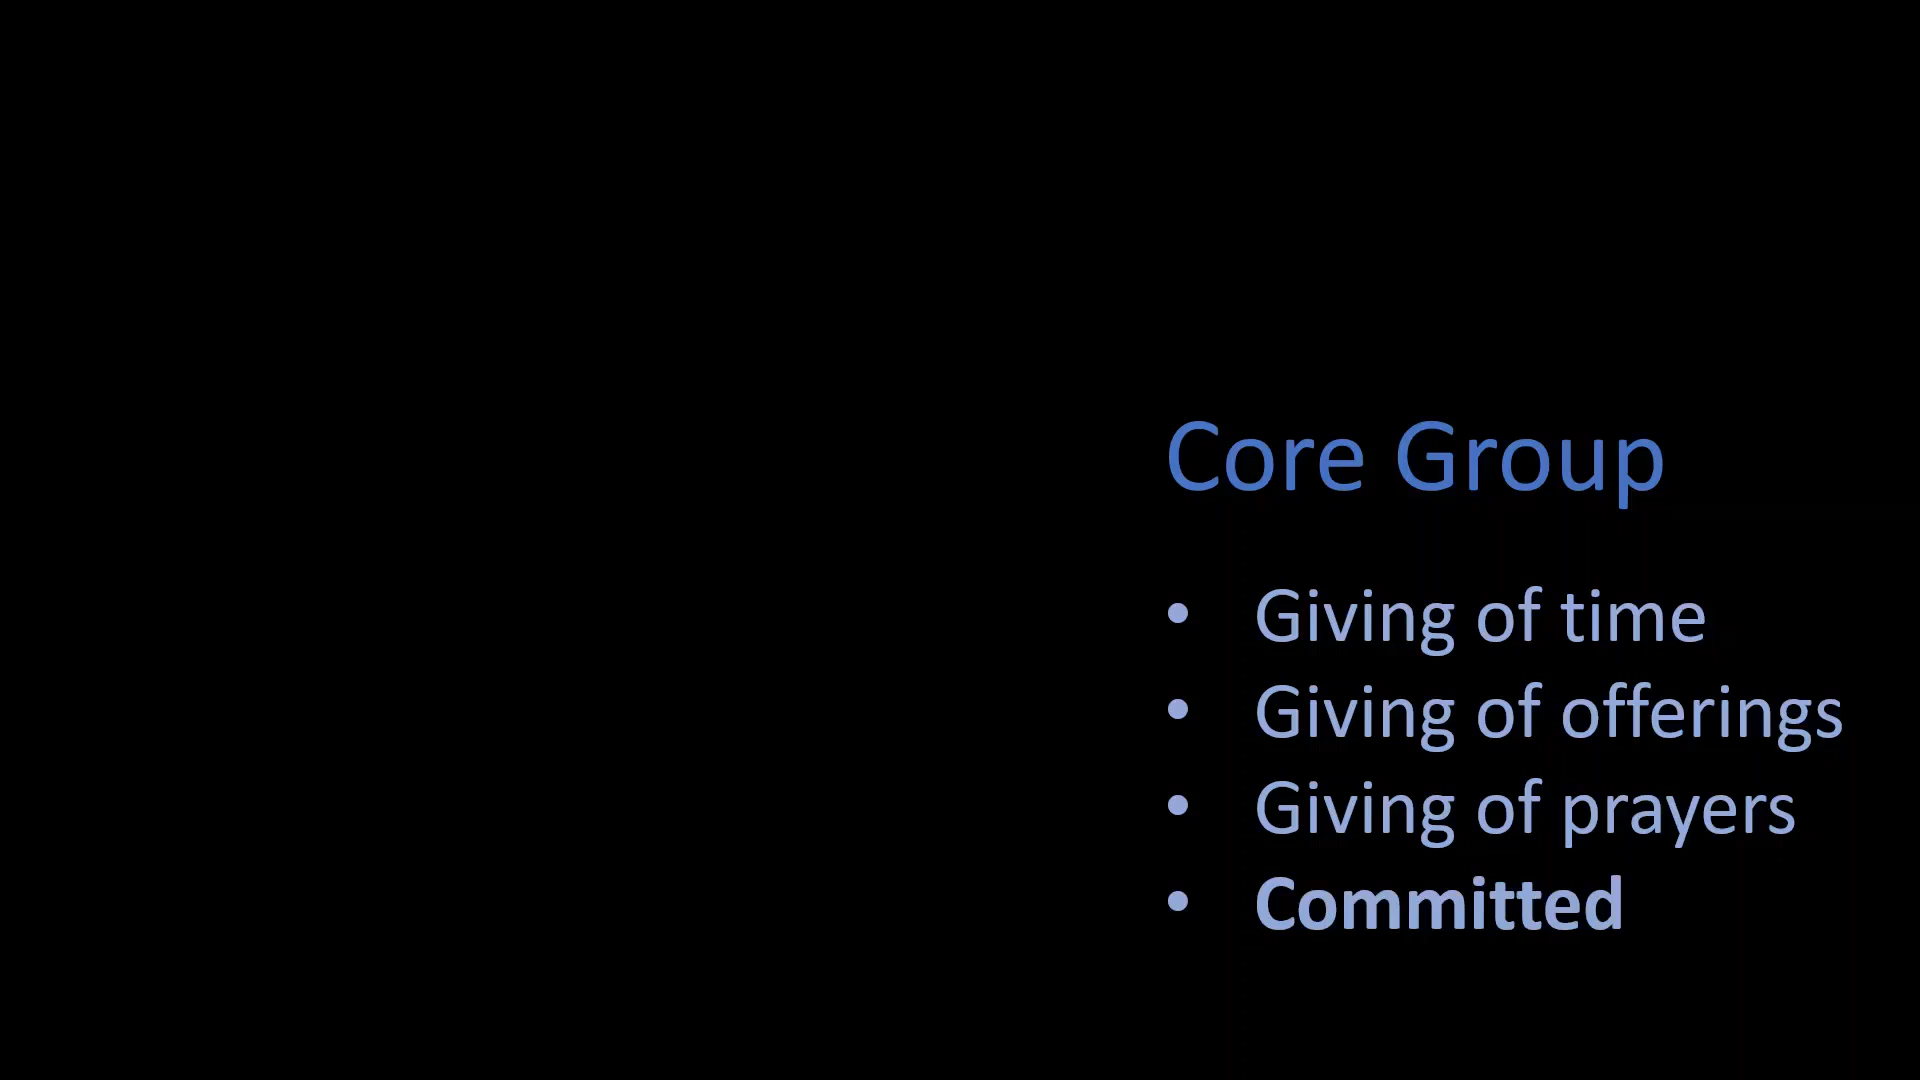 Core Group
• Giving of time
• Giving of offerings
• Giving of prayers
• Committed